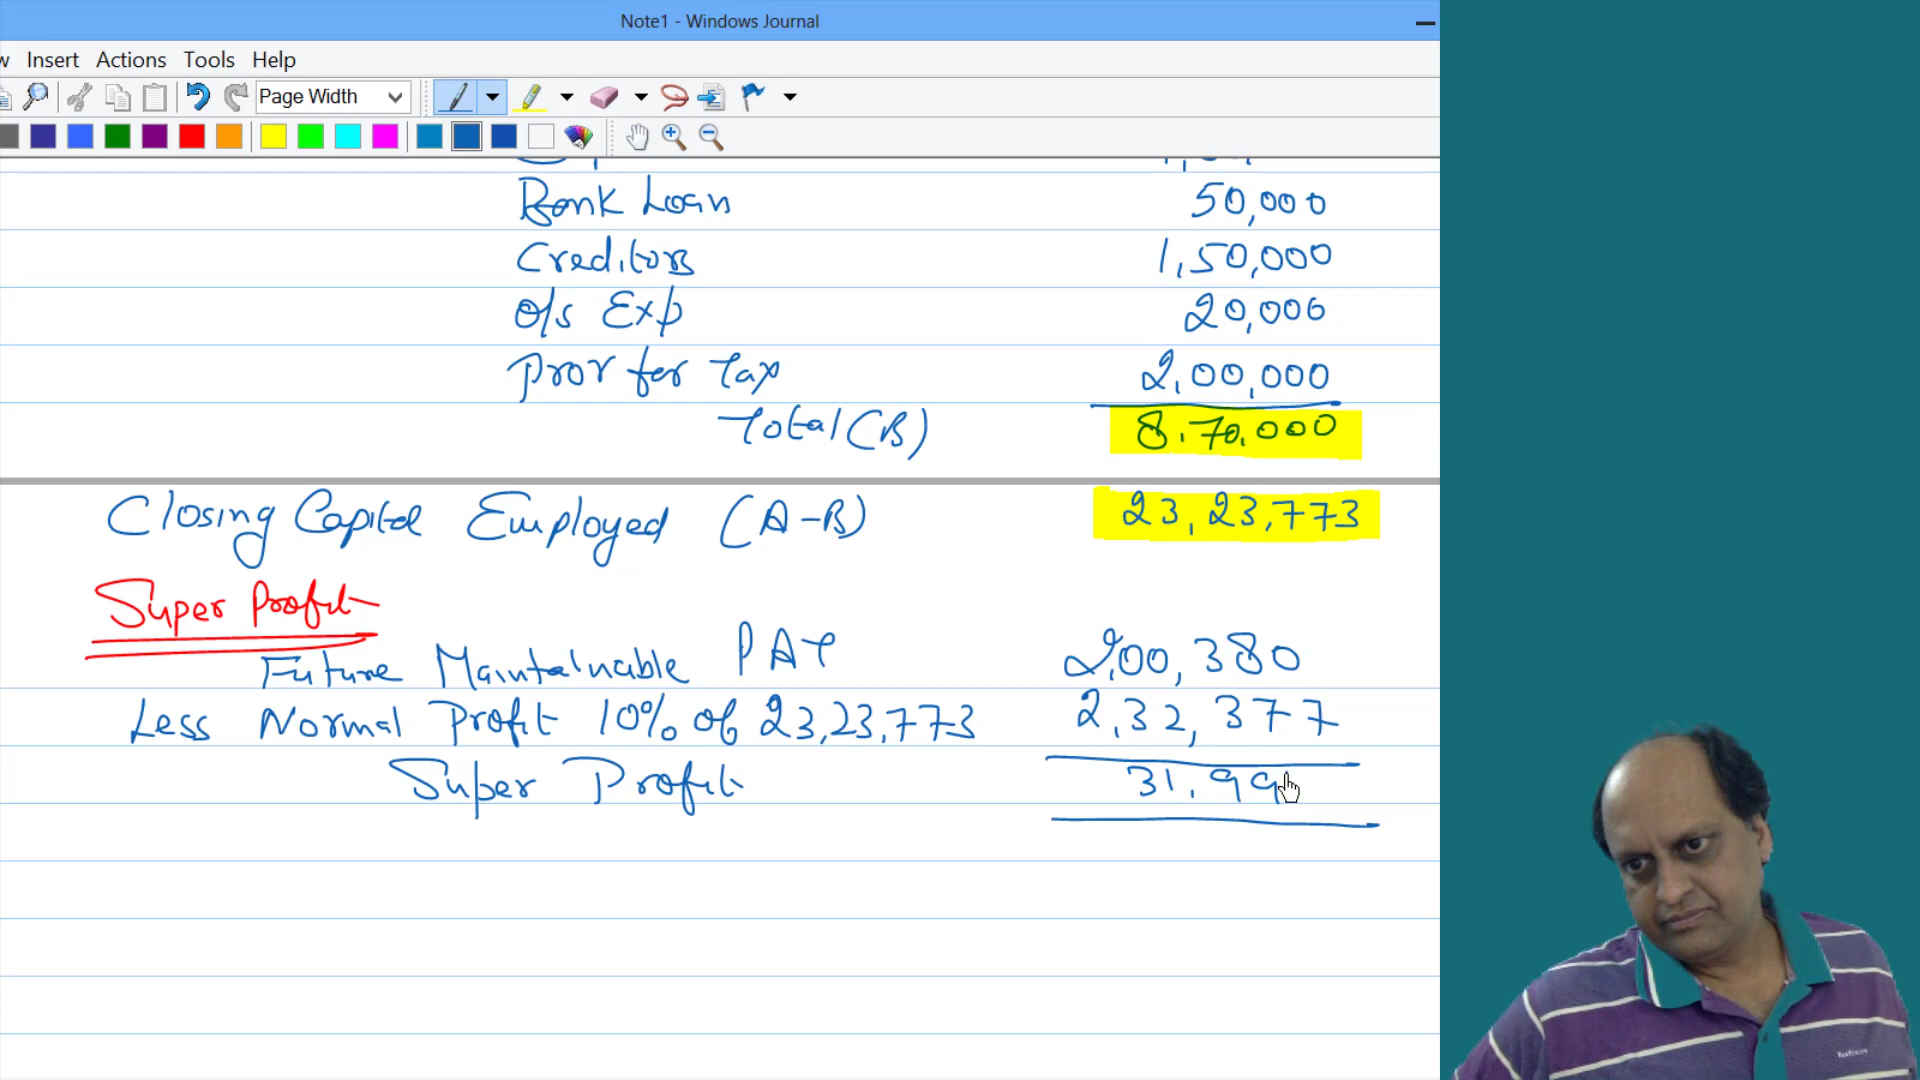 Note1 - Windows Journal
Insert Actions Tools Help
Page Width
Bank Loan 50,000
Creditors 1,50,000
O/s Exp 20,000
Prov for Tax 2,00,000
Total (B) 8,70,000
Closing Capital Employed (A-B) 23,23,773
Super Profit
Future Maintainable PAT 2,00,380
Less Normal Profit 10% of 23,23,773 2,32,377
Super Profit 31,99